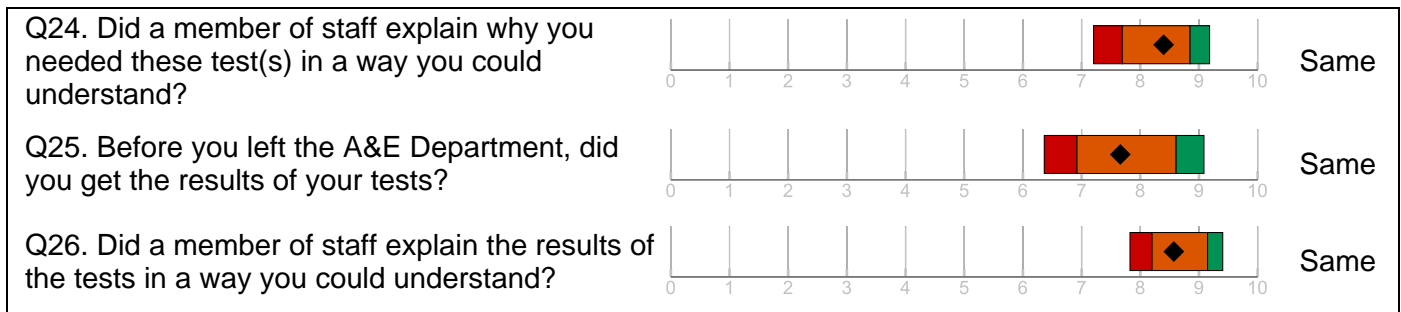 Q24. Did a member of staff explain why you
needed these test(s) in a way you could
understand?
0 1 2 3 4 5 6 7 8 9 10
Same
Q25. Before you left the A&E Department, did
you get the results of your tests?
0 1 2 3 4 5 6 7 8 9 10
Same
Q26. Did a member of staff explain the results of
the tests in a way you could understand?
0 1 2 3 4 5 6 7 8 9 10
Same